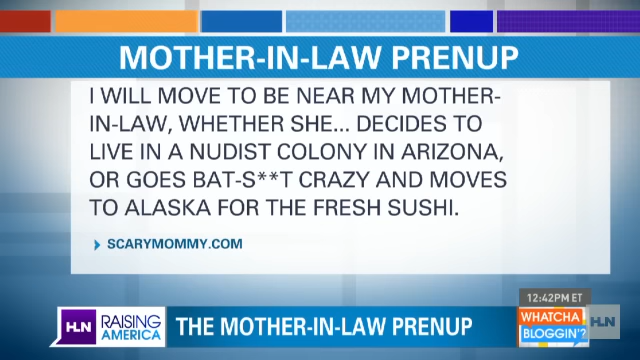 MOTHER-IN-LAW PRENUP
I WILL MOVE TO BE NEAR MY MOTHER-
IN-LAW, WHETHER SHE... DECIDES TO
LIVE IN A NUDIST COLONY IN ARIZONA,
OR GOES BAT-S**T CRAZY AND MOVES
TO ALASKA FOR THE FRESH SUSHI.
SCARYMOMMY.COM
12:42PM ET
HLN RAISING
AMERICA
THE MOTHER-IN-LAW PRENUP
WHATCHA
BLOGGIN'?
HLN